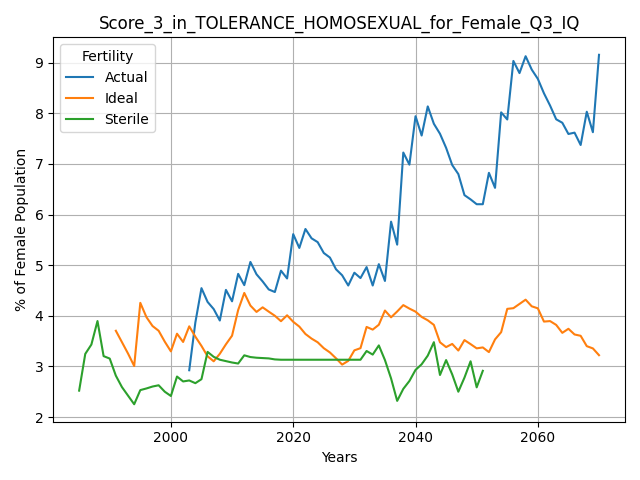 Score_3_in_TOLERANCE_HOMOSEXUAL_for_Female_Q3_IQ
Fertility
Actual
Ideal
Sterile
% of Female Population
9
8
7
6
5
4
3
2
2000
2020
2040
2060
Years